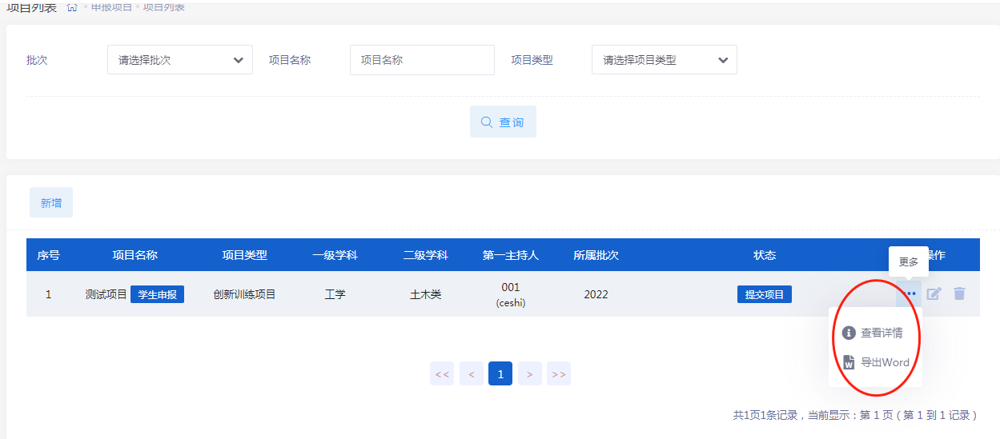 项目列表 申报项目 项目列表
批次 请选择批次 项目名称 项目名称 项目类型 请选择项目类型
查询
新增
更多
序号 项目名称 项目类型 一级学科 二级学科 第一主持人 所属批次 状态 操作
1 测试项目 学生申报 创新训练项目 工学 土木类 001 2022 提交项目
(ceshi)
查看详情
导出Word
<< < 1 > >>
共1页1条记录，当前显示：第 1 页 ( 第 1 到 1 记录 )